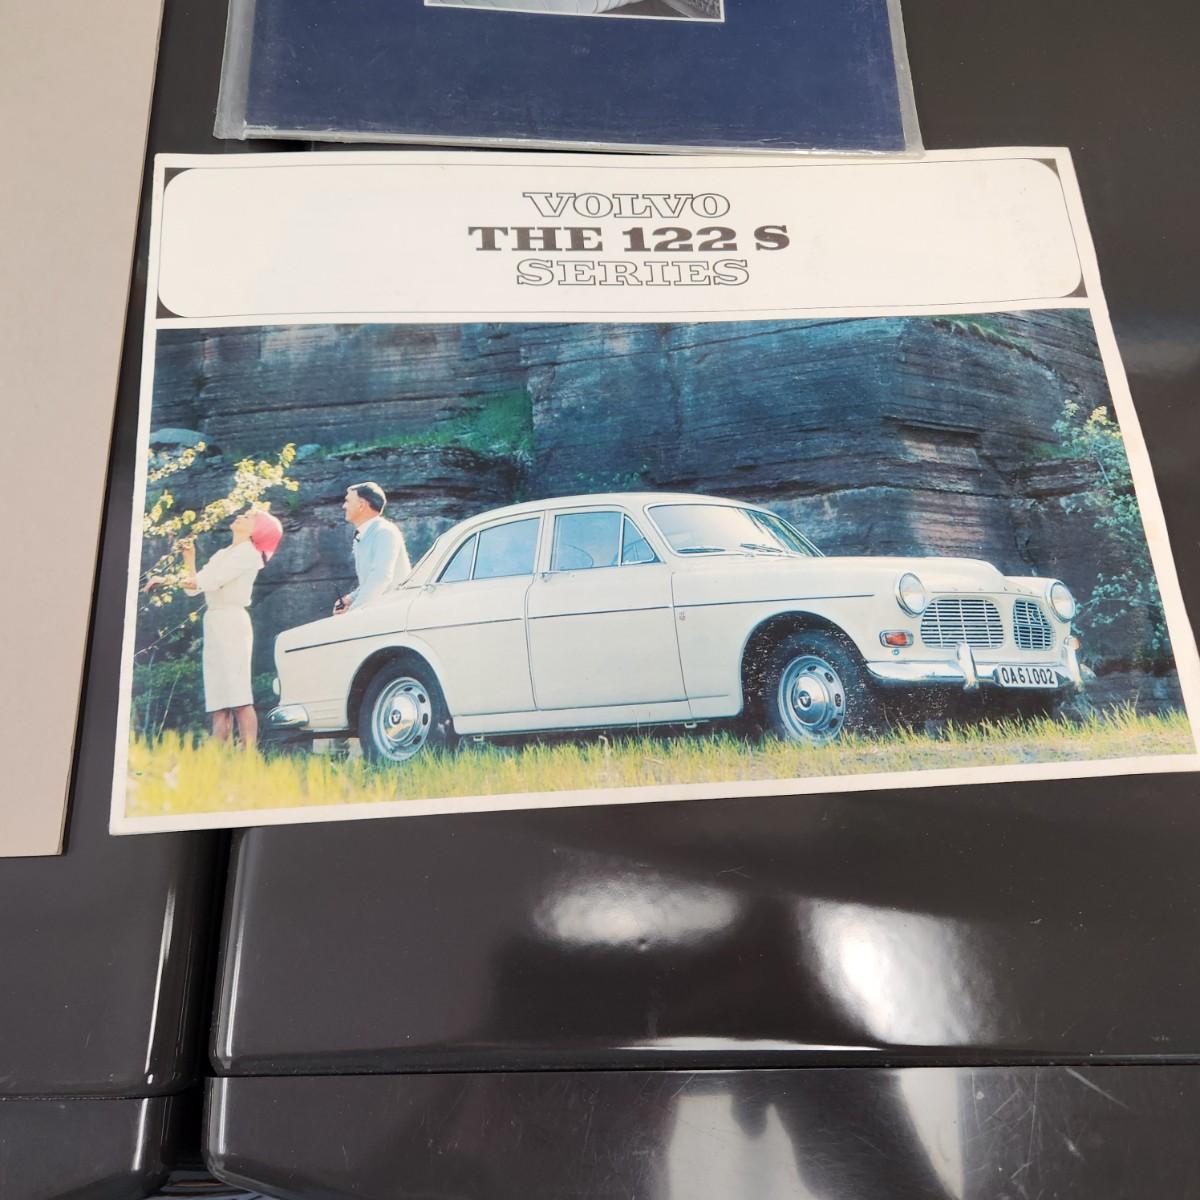 VOLVO
THE 122 S
SERIES
OA61002